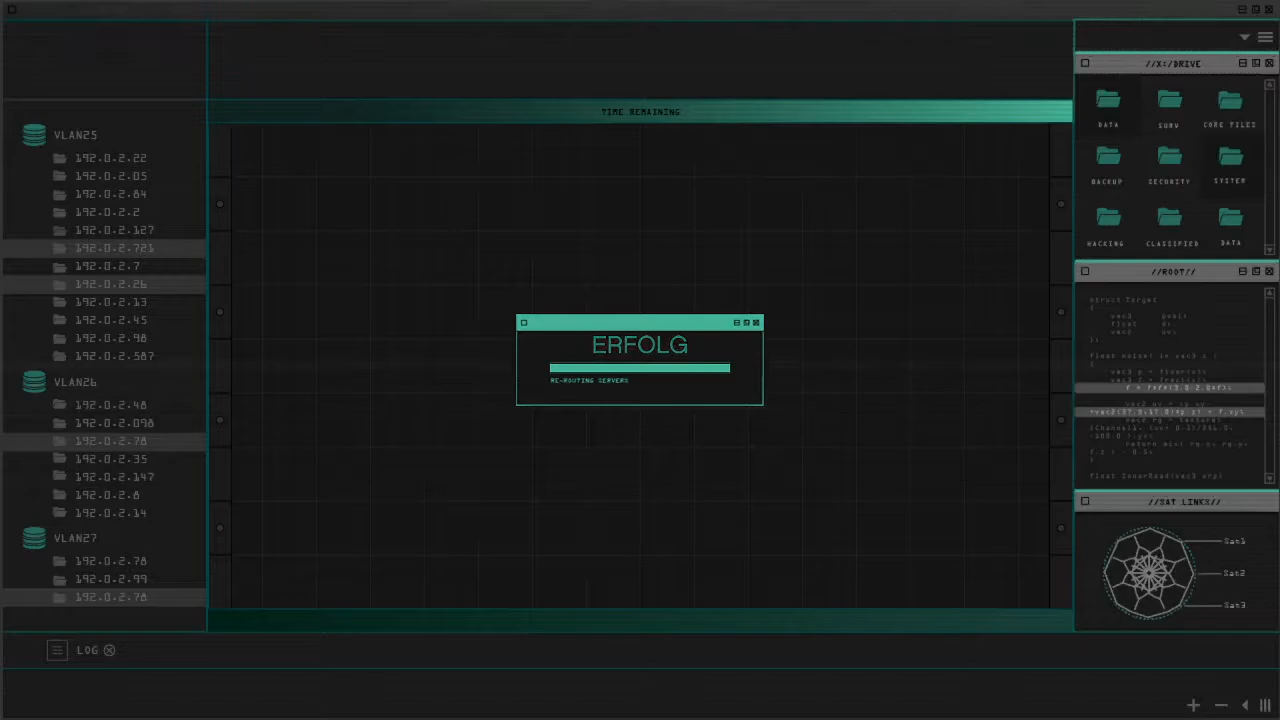 TIME REMAINING
VLAN25
192.0.2.22
192.0.2.05
192.0.2.84
192.0.2.2
192.0.2.127
192.0.2.721
192.0.2.7
192.0.2.26
192.0.2.13
192.0.2.45
192.0.2.98
192.0.2.587
VLAN26
192.0.2.48
192.0.2.098
192.0.2.78
192.0.2.35
192.0.2.147
192.0.2.8
192.0.2.14
VLAN27
192.0.2.78
192.0.2.99
192.0.2.78
ERFOLG
RE-ROUTING SERVERS
//X:/DRIVE
DATA
SURV
CORE FILES
BACKUP
SECURITY
SYSTEM
HACKING
CLASSIFIED
DATA
//ROOT//
struct Target
{
float
vec2
};
float noise( in vec3
//SAT LINKS//
Sat1
Sat2
Sat3
LOG